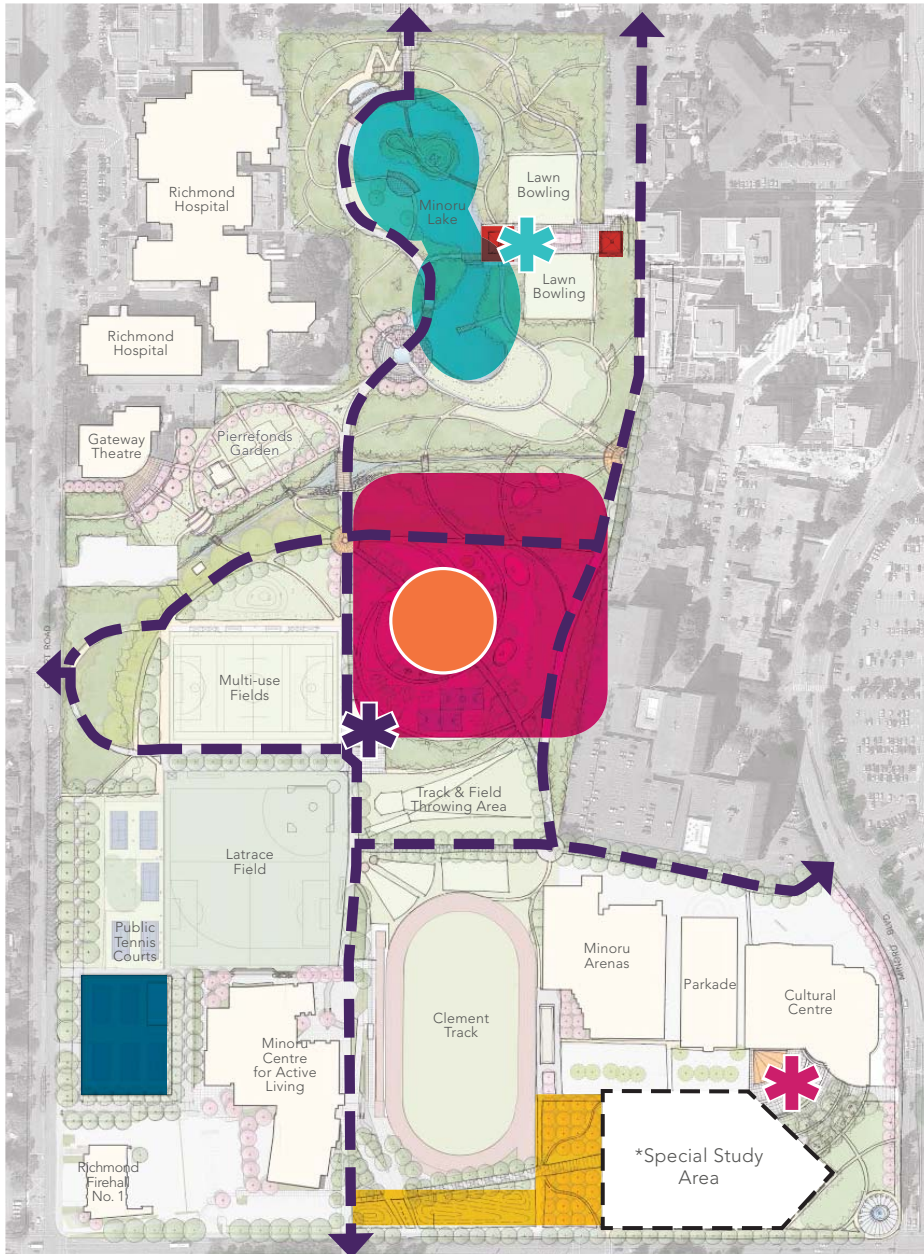 Richmond
Hospital
Lawn
Bowling
Minoru
Lake
Lawn
Bowling
Richmond
Hospital
Gateway
Theatre
Pierrefonds
Garden
Multi-use
Fields
Track & Field
Throwing Area
Latrace
Field
Public
Tennis
Courts
Minoru
Arenas
Parkade
Cultural
Centre
Clement
Track
Minoru
Centre
for Active
Living
*Special Study
Area
Richmond
Firehall
No. 1
ROAD